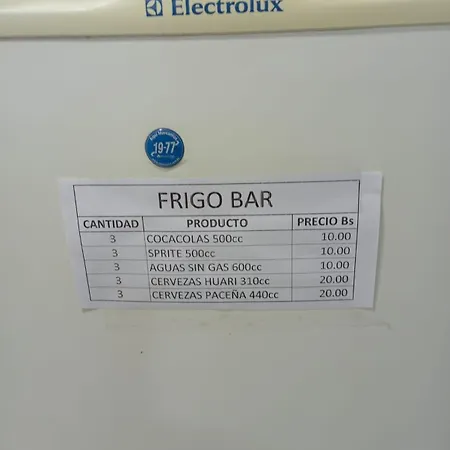 Electrolux
19-77
FRIGO BAR
CANTIDAD PRODUCTO PRECIO Bs
3 COCACOLAS 500cc 10.00
3 SPRITE 500cc 10.00
3 AGUAS SIN GAS 600cc 10.00
3 CERVEZAS HUARI 310cc 20.00
3 CERVEZAS PACEÑA 440cc 20.00